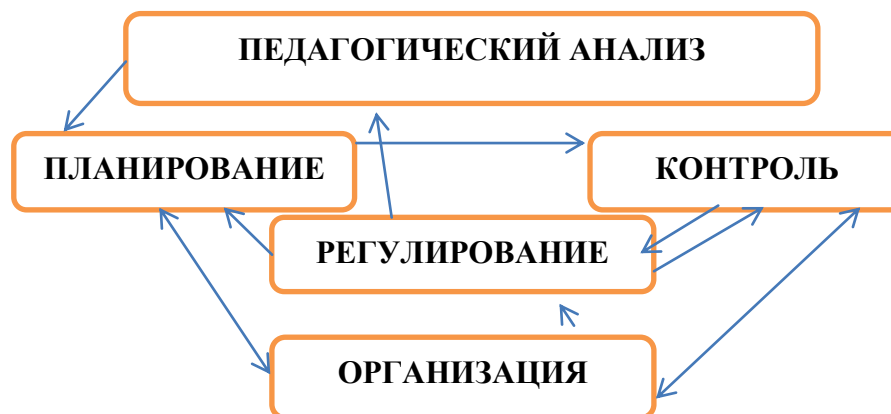 ПЕДАГОГИЧЕСКИЙ АНАЛИЗ
ПЛАНИРОВАНИЕ
КОНТРОЛЬ
РЕГУЛИРОВАНИЕ
ОРГАНИЗАЦИЯ